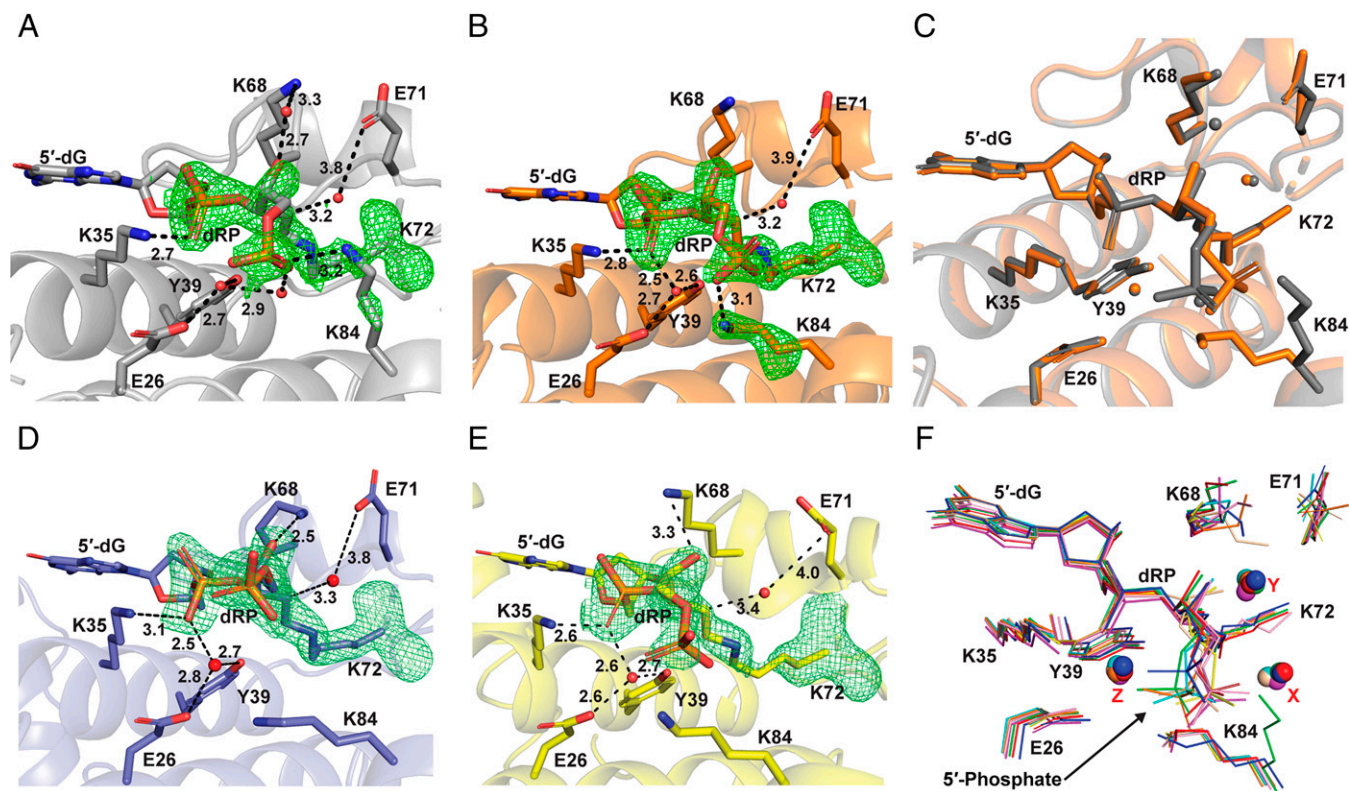 A
K68
3.3
E71
2.7
5′-dG
3.8
3.2
K35
dRP
K72
2.7
3.2
Y39
2.9
2.7
K84
E26
B
K68
E71
5′-dG
3.9
3.2
K35
dRP
2.8
2.6
2.5
K72
2.7
3.1
Y39
K84
E26
C
K68
E71
5′-dG
dRP
K72
K35
Y39
K84
E26
D
K68
E71
2.5
5′-dG
3.8
3.3
K35
dRP
3.1
2.5
2.7
K72
2.8
Y39
E26
K84
E
K68
E71
3.3
5′-dG
4.0
3.4
K35
dRP
2.6
2.6
2.7
K72
2.6
Y39
E26
K84
F
5′-dG
K68
E71
dRP
Y
K72
K35
Y39
Z
X
E26
K84
5′-Phosphate